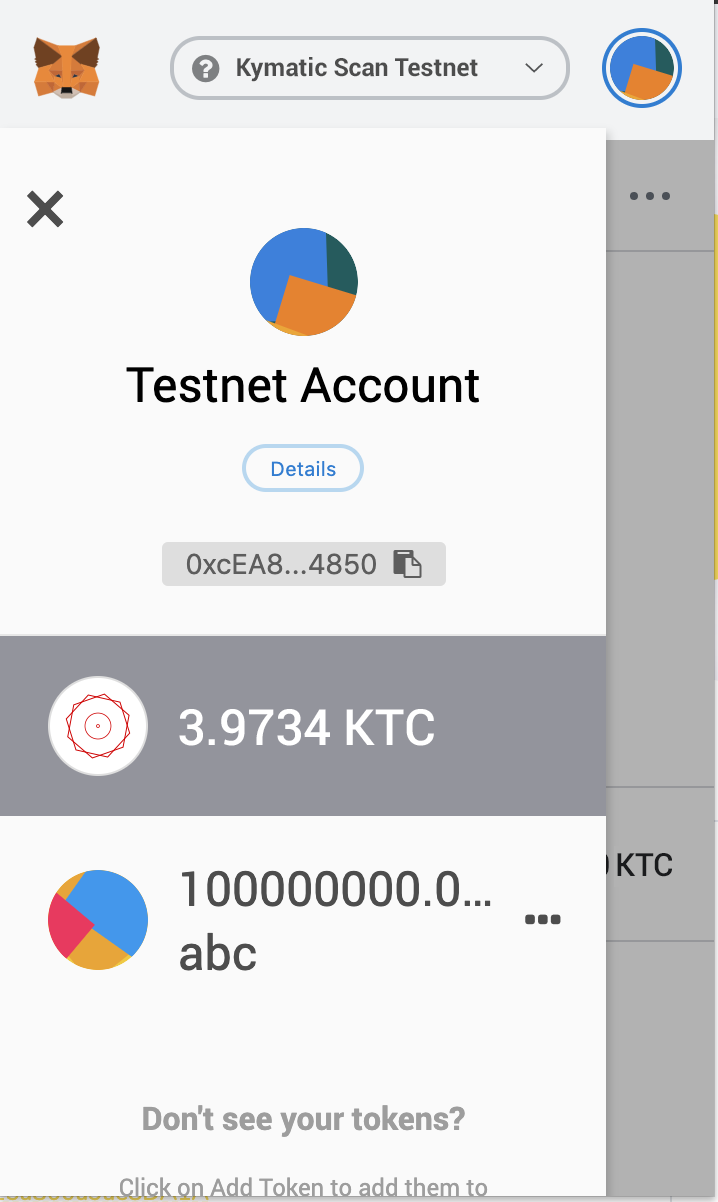 Kymatic Scan Testnet
Testnet Account
Details
0xcEA8...4850
3.9734 KTC
100000000.0...
abc
KTC
Don't see your tokens?
Click on Add Token to add them to